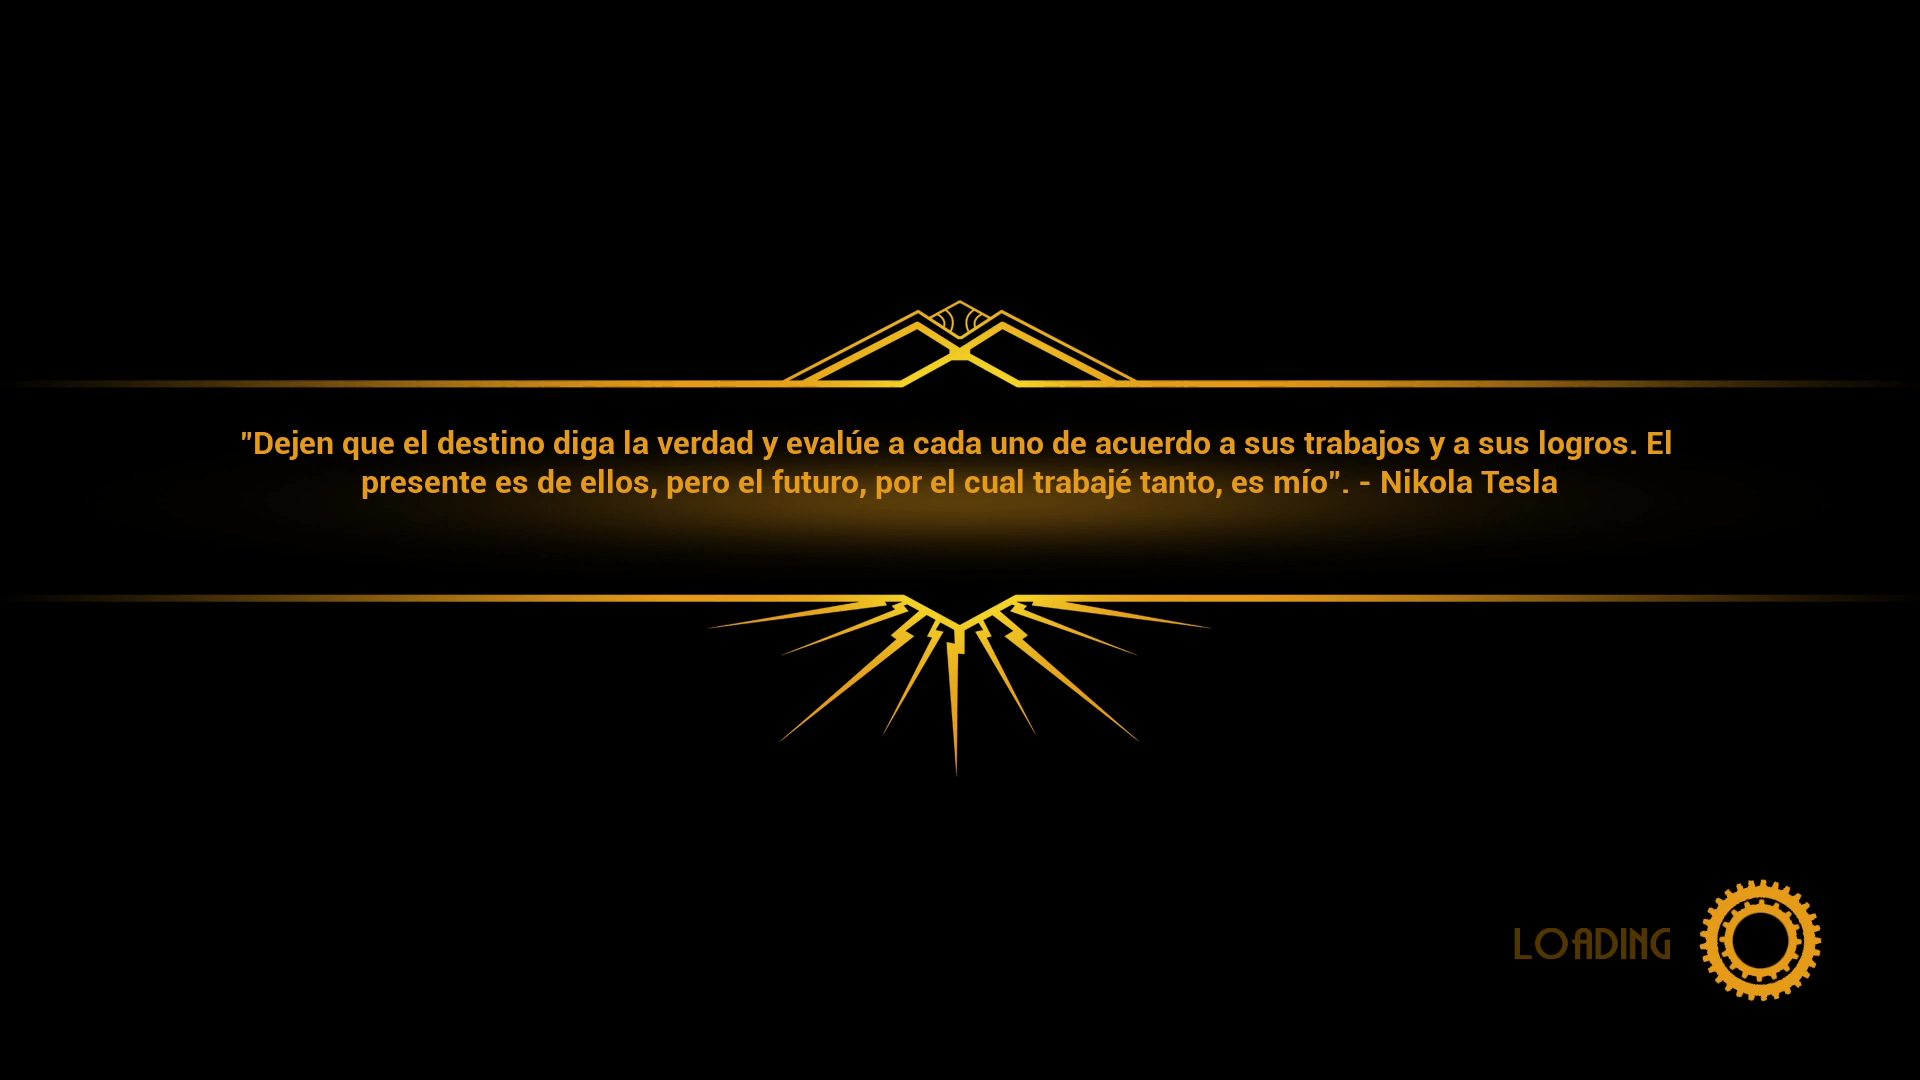 "Dejen que el destino diga la verdad y evalúe a cada uno de acuerdo a sus trabajos y a sus logros. El
presente es de ellos, pero el futuro, por el cual trabajé tanto, es mío". - Nikola Tesla
LOADING